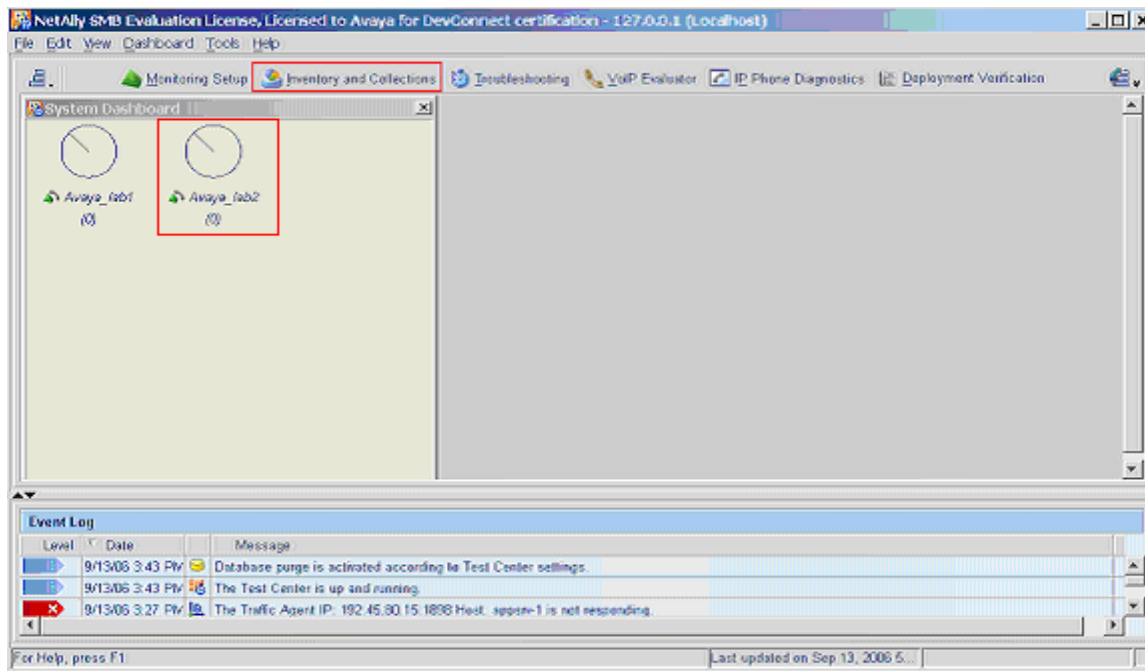 NetAlly SMB Evaluation License, Licensed to Avaya for DevConnect certification - 127.0.0.1 (Localhost)
File Edit View Dashboard Tools Help
Monitoring Setup Inventory and Collections Troubleshooting VoIP Evaluator IP Phone Diagnostics Deployment Verification
System Dashboard
Avaya_lab1 Avaya_lab2
(0) (0)
Event Log
Level Date Message
9/13/06 3:43 PM Database purge is activated according to Test Center settings.
9/13/06 3:43 PM The Test Center is up and running.
9/13/06 3:27 PM The Traffic Agent IP: 192.45.80.15:1898 Host: is not responding.
For Help, press F1 Last updated on Sep 13, 2006 5...